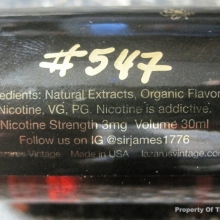 #547
edients: Natural Extracts, Organic Flavor
Nicotine, VG, PG. Nicotine is addictive.
Nicotine Strength 3mg Volume 30ml
Follow us on IG @sirjames1776
Vintage Made in USA
Property Of T